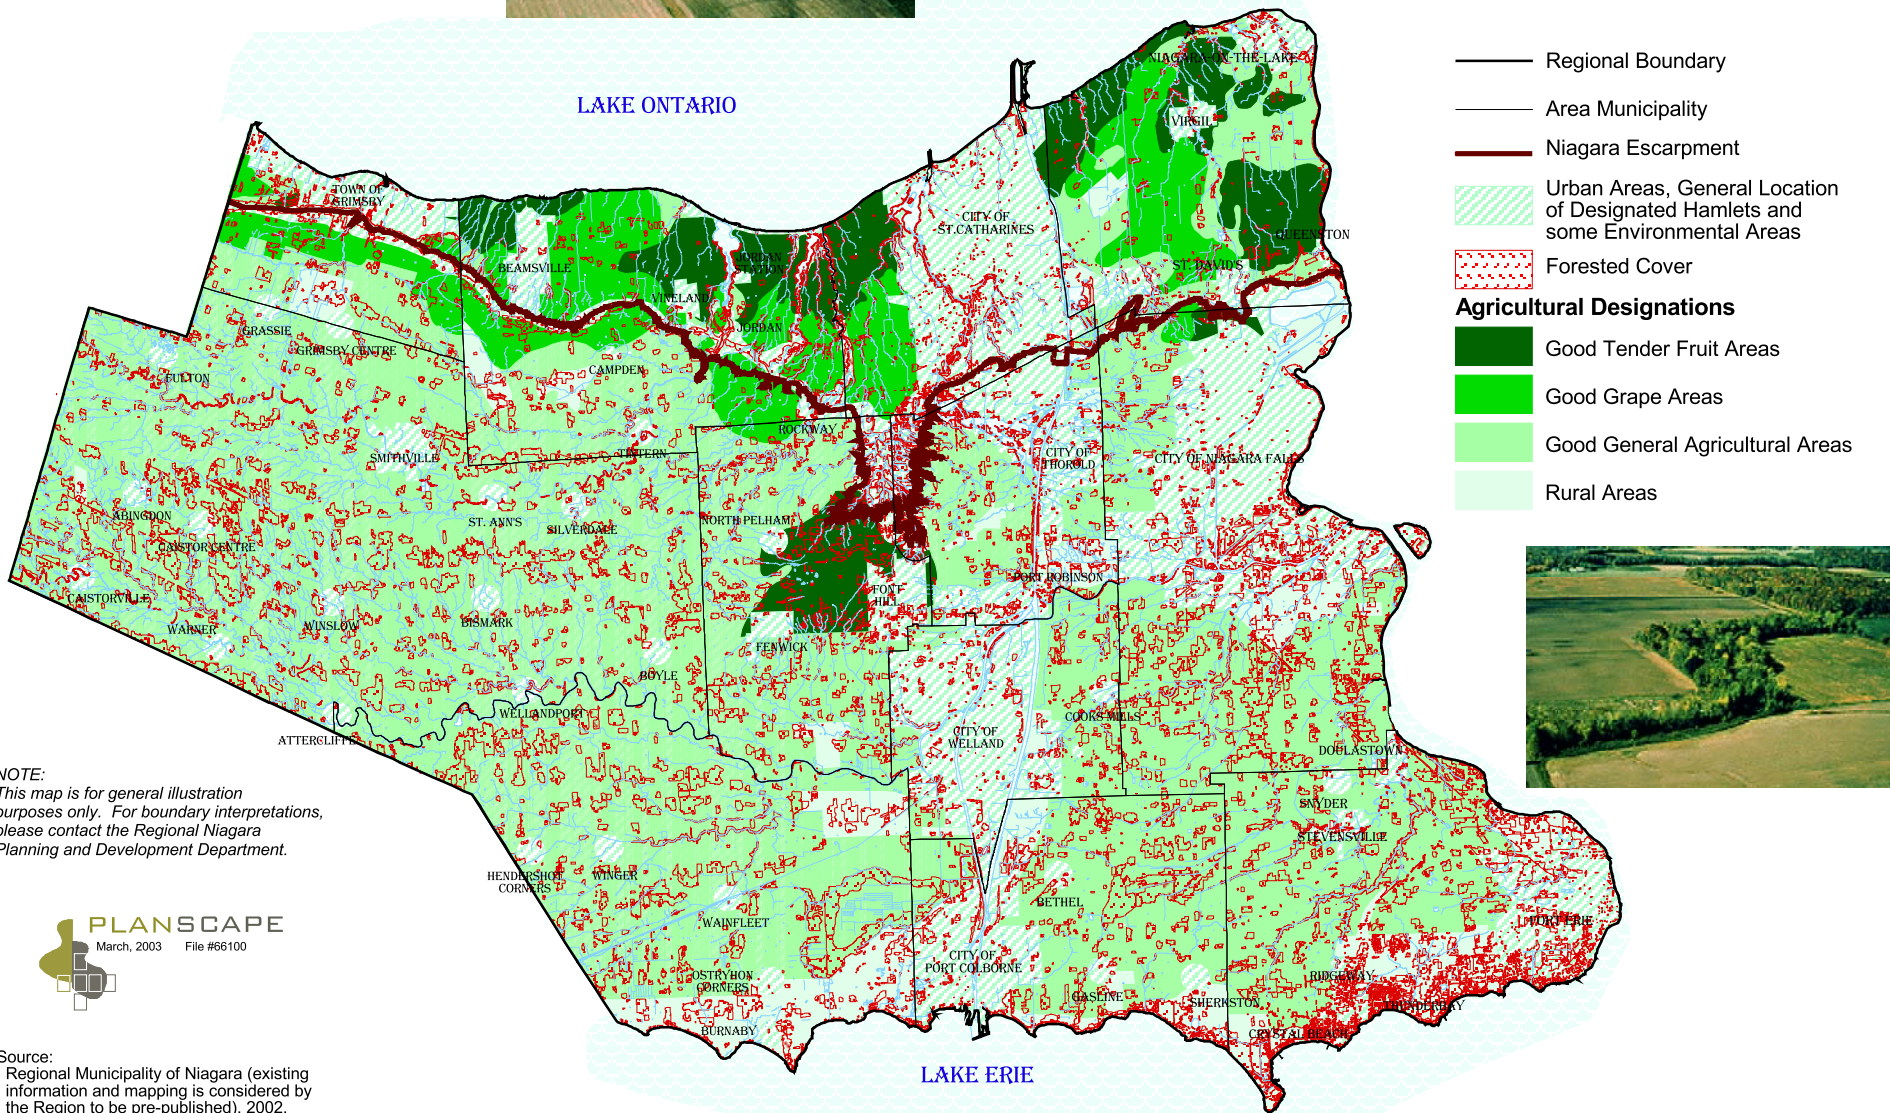 LAKE ONTARIO
NIAGARA-ON-THE-LAKE
VIRGIL
TOWN OF
GRIMSBY
CITY OF
ST.CATHARINES
QUEENSTON
BEAMSVILLE
JORDAN
STATION
ST. DAVID'S
VINELAND
JORDAN
GRASSIE
GRIMSBY CENTRE
FULTON
CAMPDEN
ROCKWAY
SMITHVILLE
TINTERN
CITY OF
THOROLD
CITY OF NIAGARA FALLS
ABINGDON
ST. ANN'S
SILVERDALE
NORTH PELHAM
CAISTOR CENTRE
PORT ROBINSON
FONT
HILL
CAISTORVILLE
WARNER
WINSLOW
BISMARK
FENWICK
BOYLE
WELLANDPORT
COOKS MILLS
ATTERCLIFFE
CITY OF
WELLAND
DOULASTOWN
SNYDER
STEVENSVILLE
HENDERSHOT
CORNERS
WINGER
BETHEL
WAINFLEET
FORT ERIE
CITY OF
PORT COLBORNE
OSTRYHON
CORNERS
RIDGEWAY
GASLINE
SHERKSTON
THUNDERBAY
BURNABY
CRYSTAL BEACH
LAKE ERIE
Regional Boundary
Area Municipality
Niagara Escarpment
Urban Areas, General Location
of Designated Hamlets and
some Environmental Areas
Forested Cover
Agricultural Designations
Good Tender Fruit Areas
Good Grape Areas
Good General Agricultural Areas
Rural Areas
NOTE:
This map is for general illustration
purposes only.  For boundary interpretations,
please contact the Regional Niagara
Planning and Development Department.
PLANSCAPE
March, 2003 File #66100
Source:
Regional Municipality of Niagara (existing
information and mapping is considered by
the Region to be pre-published), 2002.